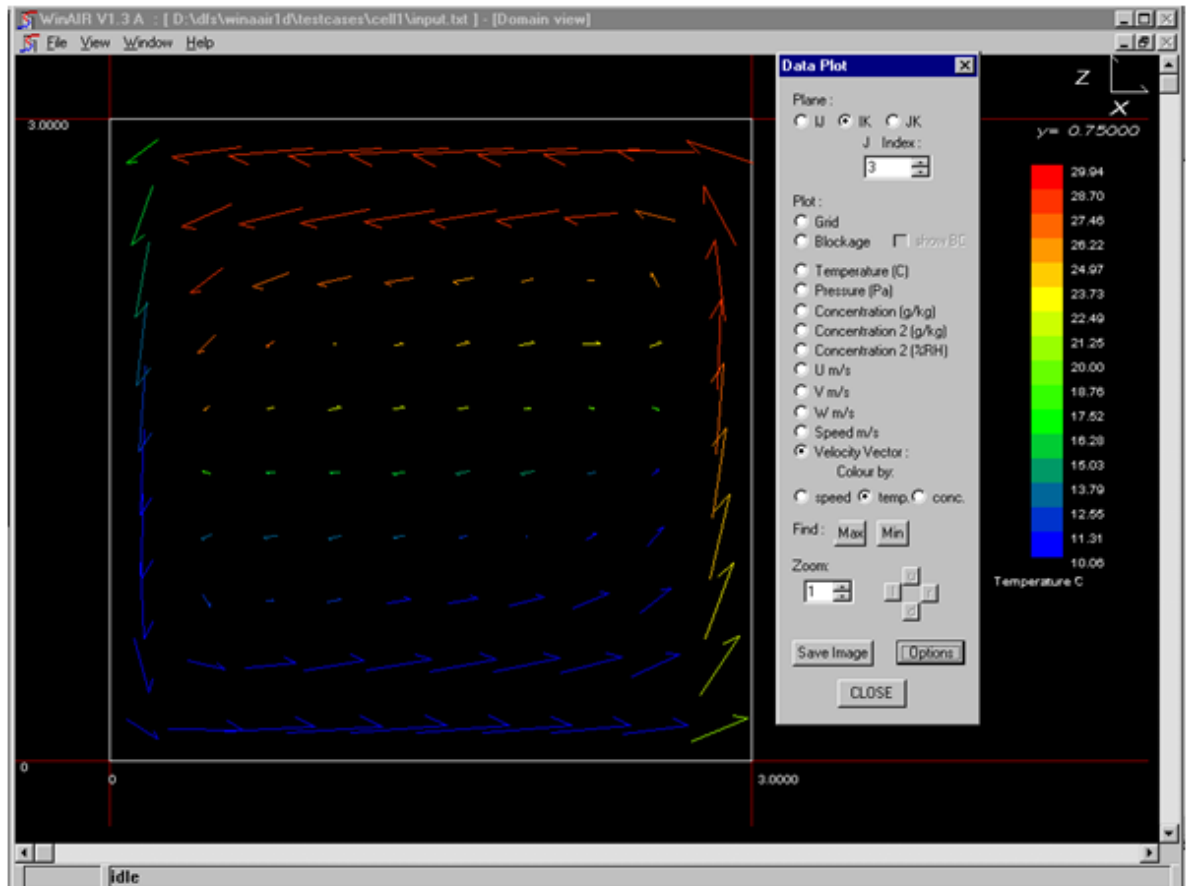 WinAIR V1.3 A : [ D:\dfs\winaair1d\testcases\cell1\input.txt ] - [Domain view]
File View Window Help
Data Plot
Plane :
IJ IK JK
J Index :
3
Plot :
Grid
Blockage show BC
Temperature (C)
Pressure (Pa)
Concentration (g/kg)
Concentration 2 (g/kg)
Concentration 2 (%RH)
U m/s
V m/s
W m/s
Speed m/s
Velocity Vector :
Colour by:
speed temp. conc.
Find : Max Min
Zoom:
1
u
l r
d
Save Image Options
CLOSE
Z
X
y= 0.75000
29.94
28.70
27.46
26.22
24.97
23.73
22.49
21.25
20.00
18.76
17.52
16.28
15.03
13.79
12.55
11.31
10.06
Temperature C
3.0000
0
0
3.0000
idle